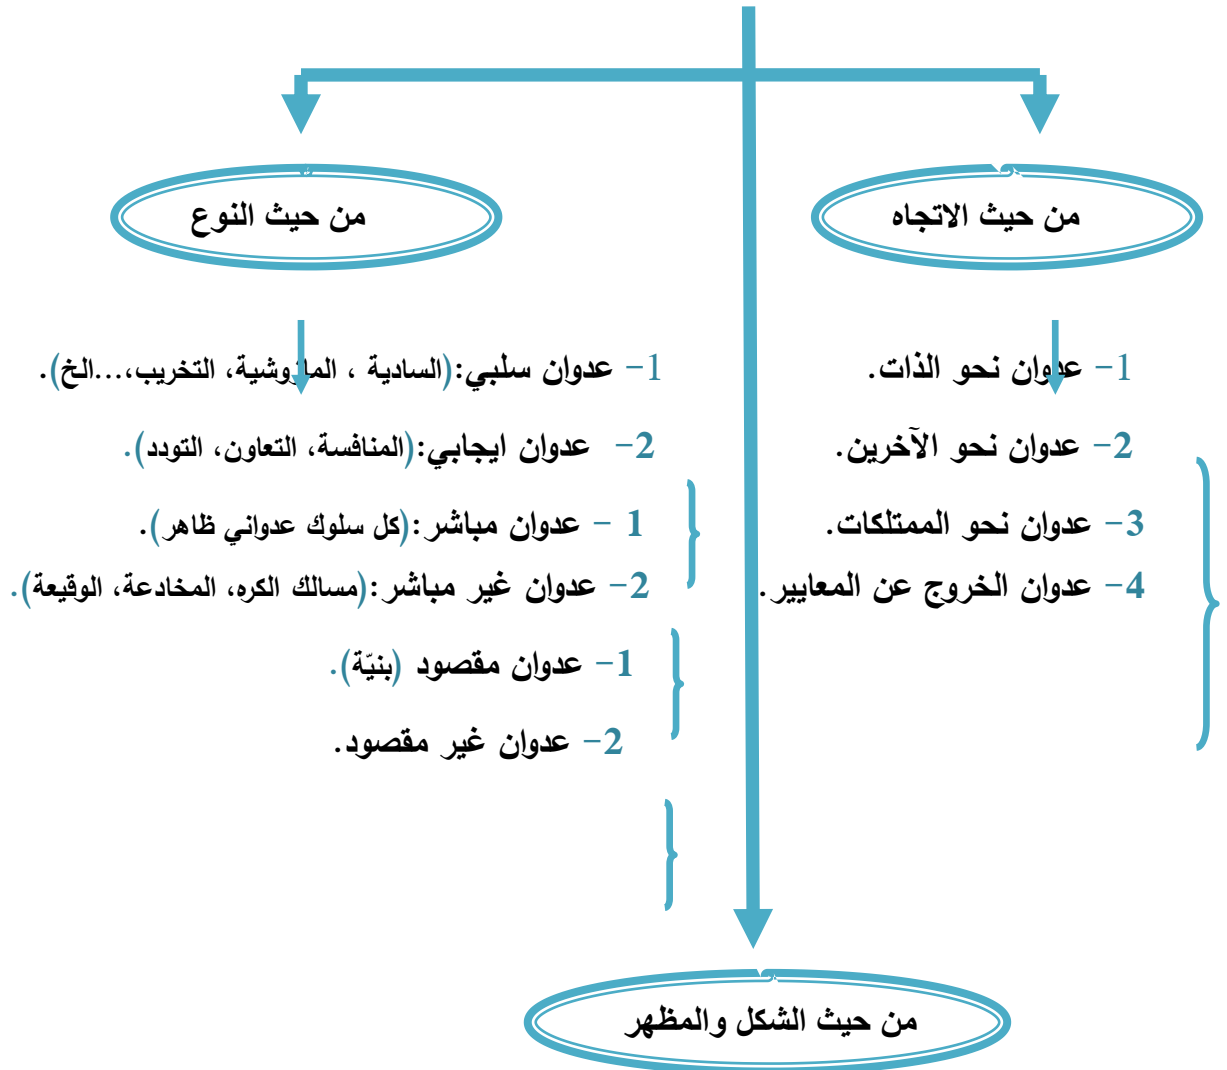 من حيث الاتجاه
من حيث النوع
1- عدوان نحو الذات.
2- عدوان نحو الآخرين.
3- عدوان نحو الممتلكات.
4- عدوان الخروج عن المعايير.
1- عدوان سلبي:(السادية ، المازوشية، التخريب،...الخ).
2- عدوان ايجابي:(المنافسة، التعاون، التودد).
1 - عدوان مباشر:(كل سلوك عدواني ظاهر).
2- عدوان غير مباشر:(مسالك الكره، المخادعة، الوقيعة).
1- عدوان مقصود (بنيّة).
2- عدوان غير مقصود.
من حيث الشكل والمظهر